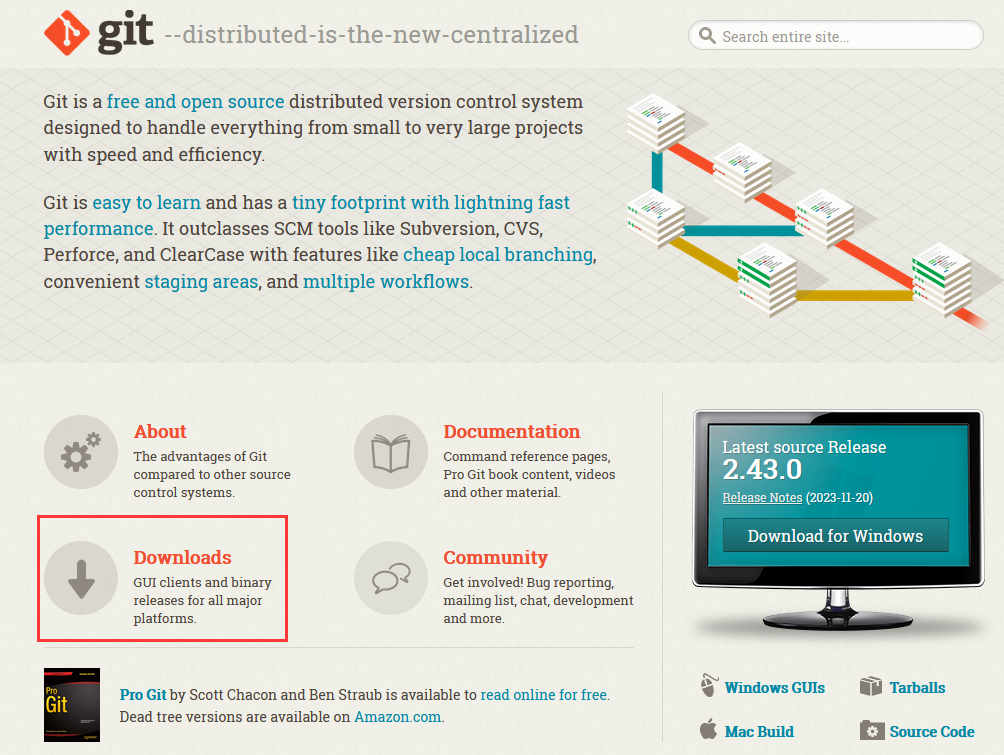 git --distributed-is-the-new-centralized
Search entire site...
Git is a free and open source distributed version control system
designed to handle everything from small to very large projects
with speed and efficiency.
Git is easy to learn and has a tiny footprint with lightning fast
performance. It outclasses SCM tools like Subversion, CVS,
Perforce, and ClearCase with features like cheap local branching,
convenient staging areas, and multiple workflows.
About
The advantages of Git
compared to other source
control systems.
Documentation
Command reference pages,
Pro Git book content, videos
and other material.
Downloads
GUI clients and binary
releases for all major
platforms.
Community
Get involved! Bug reporting,
mailing list, chat, development
and more.
Pro
Git
Pro Git by Scott Chacon and Ben Straub is available to read online for free.
Dead tree versions are available on Amazon.com.
Latest source Release
2.43.0
Release Notes (2023-11-20)
Download for Windows
Windows GUIs
Tarballs
Mac Build
Source Code